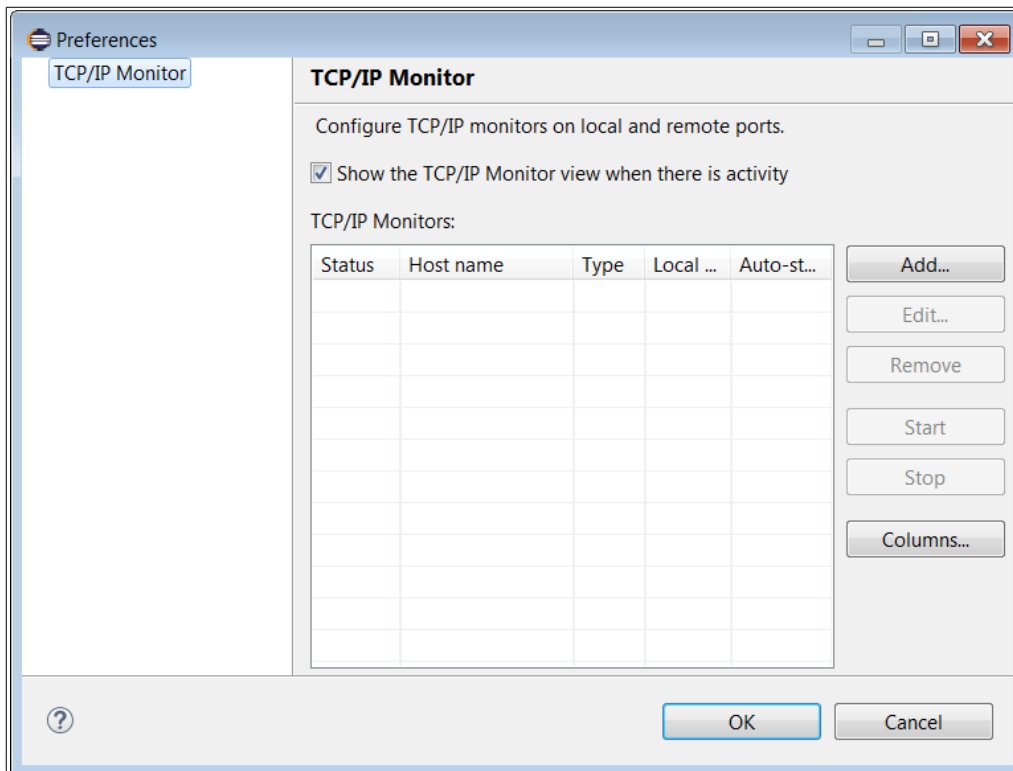 Preferences
TCP/IP Monitor
TCP/IP Monitor
Configure TCP/IP monitors on local and remote ports.
Show the TCP/IP Monitor view when there is activity
TCP/IP Monitors:
Status Host name Type Local ... Auto-st...
Add...
Edit...
Remove
Start
Stop
Columns...
?
OK Cancel